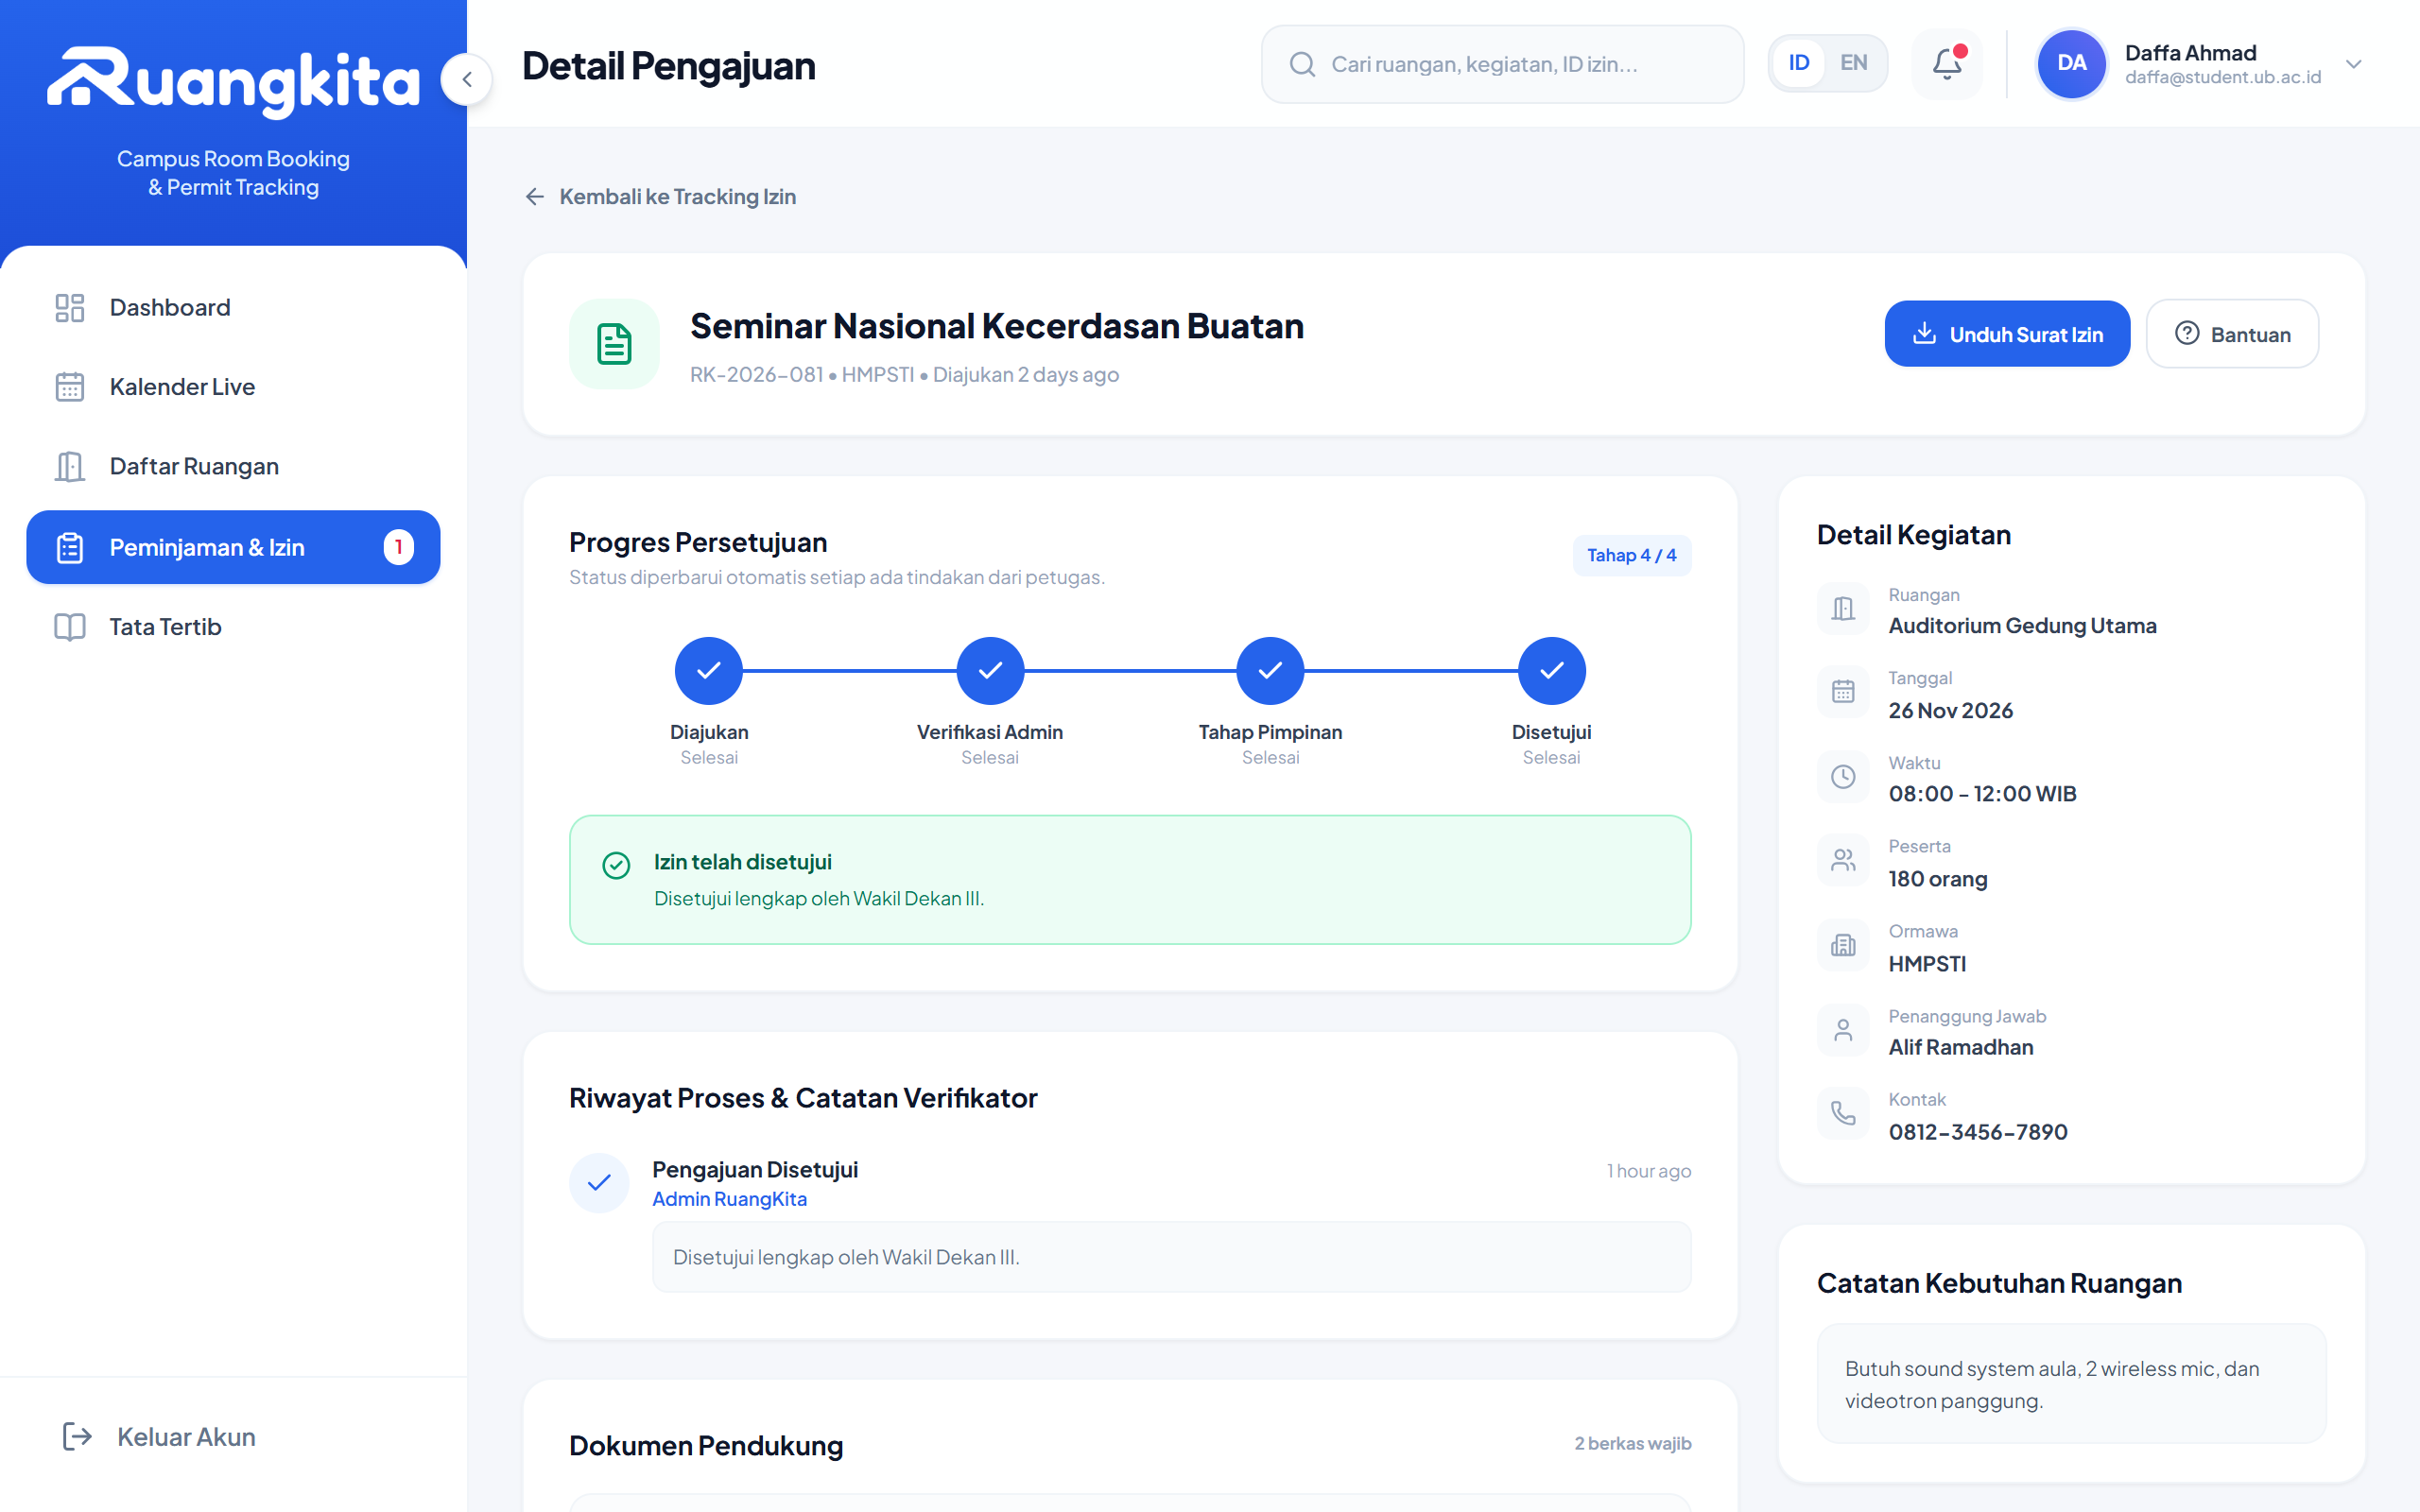 Ruangkita
Campus Room Booking
& Permit Tracking
Dashboard
Kalender Live
Daftar Ruangan
Peminjaman & Izin
1
Tata Tertib
Keluar Akun
Detail Pengajuan
Cari ruangan, kegiatan, ID izin...
ID
EN
DA
Daffa Ahmad
daffa@student.ub.ac.id
Kembali ke Tracking Izin
Seminar Nasional Kecerdasan Buatan
RK-2026-081 • HMPSTI • Diajukan 2 days ago
Unduh Surat Izin
Bantuan
Progres Persetujuan
Status diperbarui otomatis setiap ada tindakan dari petugas.
Tahap 4 / 4
Diajukan
Selesai
Verifikasi Admin
Selesai
Tahap Pimpinan
Selesai
Disetujui
Selesai
Izin telah disetujui
Disetujui lengkap oleh Wakil Dekan III.
Riwayat Proses & Catatan Verifikator
Pengajuan Disetujui
1 hour ago
Admin RuangKita
Disetujui lengkap oleh Wakil Dekan III.
Dokumen Pendukung
2 berkas wajib
Detail Kegiatan
Ruangan
Auditorium Gedung Utama
Tanggal
26 Nov 2026
Waktu
08:00 - 12:00 WIB
Peserta
180 orang
Ormawa
HMPSTI
Penanggung Jawab
Alif Ramadhan
Kontak
0812-3456-7890
Catatan Kebutuhan Ruangan
Butuh sound system aula, 2 wireless mic, dan
videotron panggung.